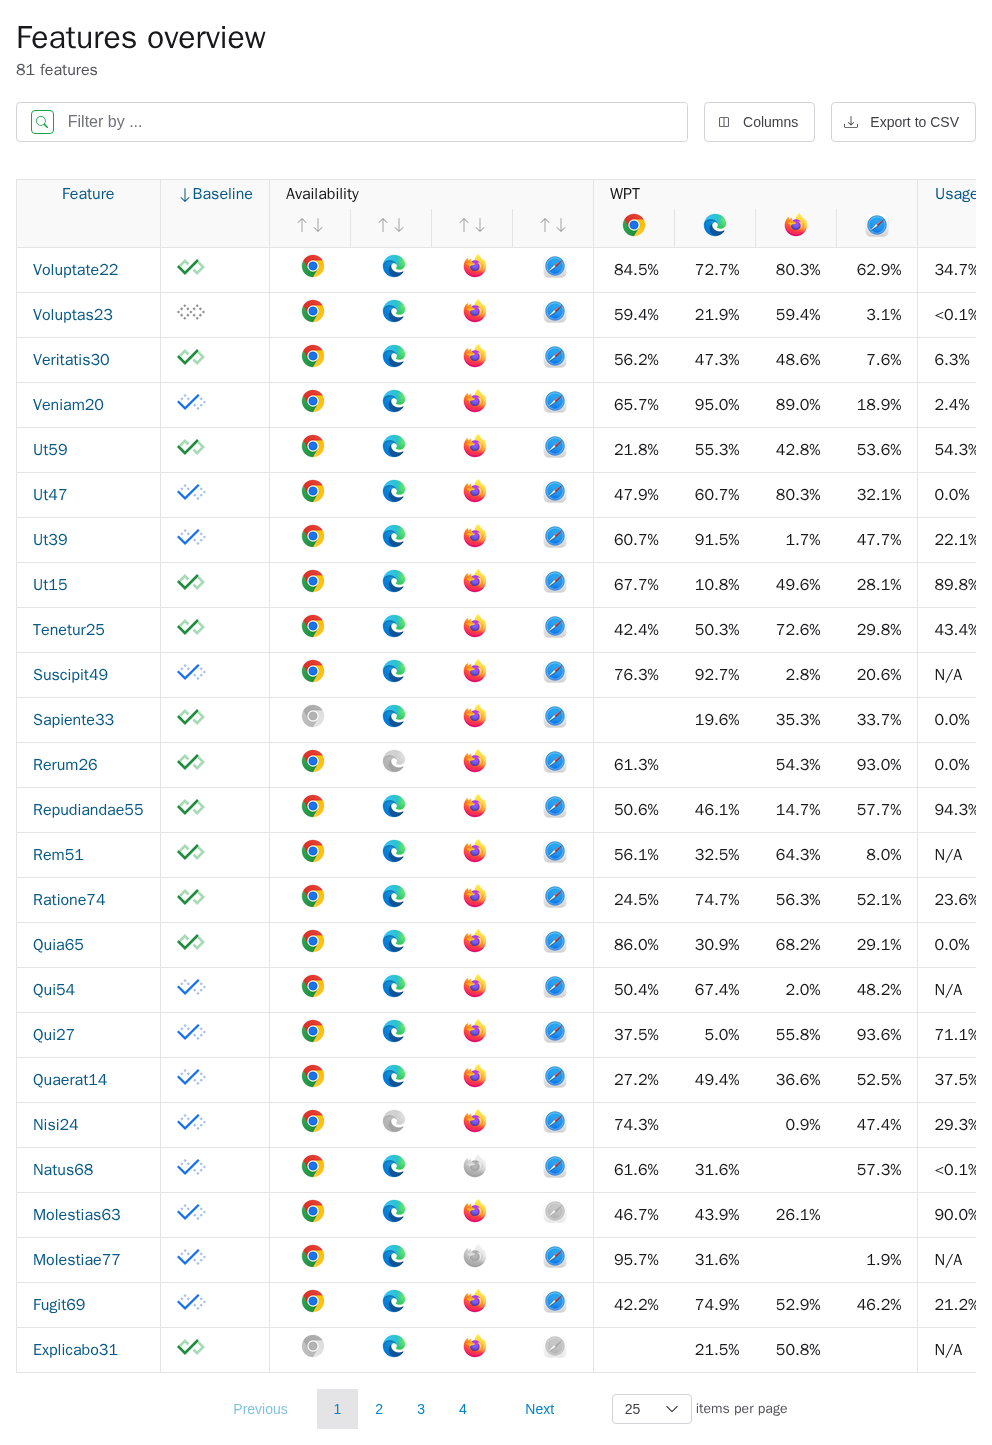 Features overview
81 features
Filter by ...
Columns
Export to CSV
Feature Baseline Availability WPT Usage
Voluptate22 84.5% 72.7% 80.3% 62.9% 34.7%
Voluptas23 59.4% 21.9% 59.4% 3.1% <0.1%
Veritatis30 56.2% 47.3% 48.6% 7.6% 6.3%
Veniam20 65.7% 95.0% 89.0% 18.9% 2.4%
Ut59 21.8% 55.3% 42.8% 53.6% 54.3%
Ut47 47.9% 60.7% 80.3% 32.1% 0.0%
Ut39 60.7% 91.5% 1.7% 47.7% 22.1%
Ut15 67.7% 10.8% 49.6% 28.1% 89.8%
Tenetur25 42.4% 50.3% 72.6% 29.8% 43.4%
Suscipit49 76.3% 92.7% 2.8% 20.6% N/A
Sapiente33 19.6% 35.3% 33.7% 0.0%
Rerum26 61.3% 54.3% 93.0% 0.0%
Repudiandae55 50.6% 46.1% 14.7% 57.7% 94.3%
Rem51 56.1% 32.5% 64.3% 8.0% N/A
Ratione74 24.5% 74.7% 56.3% 52.1% 23.6%
Quia65 86.0% 30.9% 68.2% 29.1% 0.0%
Qui54 50.4% 67.4% 2.0% 48.2% N/A
Qui27 37.5% 5.0% 55.8% 93.6% 71.1%
Quaerat14 27.2% 49.4% 36.6% 52.5% 37.5%
Nisi24 74.3% 0.9% 47.4% 29.3%
Natus68 61.6% 31.6% 57.3% <0.1%
Molestias63 46.7% 43.9% 26.1% 90.0%
Molestiae77 95.7% 31.6% 1.9% N/A
Fugit69 42.2% 74.9% 52.9% 46.2% 21.2%
Explicabo31 21.5% 50.8% N/A
Previous 1 2 3 4 Next 25 items per page